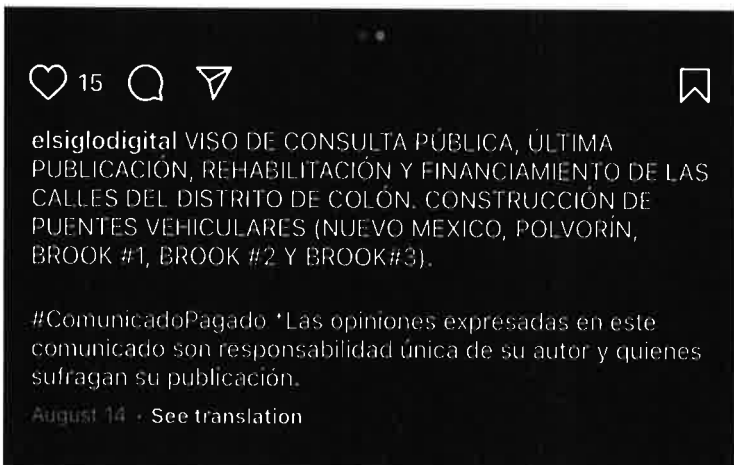 15
elsiglodigital VISO DE CONSULTA PÚBLICA, ÚLTIMA
PUBLICACIÓN, REHABILITACIÓN Y FINANCIAMIENTO DE LAS
CALLES DEL DISTRITO DE COLÓN. CONSTRUCCIÓN DE
PUENTES VEHICULARES (NUEVO MEXICO, POLVORÍN,
BROOK #1, BROOK #2 Y BROOK#3).
#ComunicadoPagado *Las opiniones expresadas en este
comunicado son responsabilidad única de su autor y quienes
sufragan su publicación.
August 14 · See translation